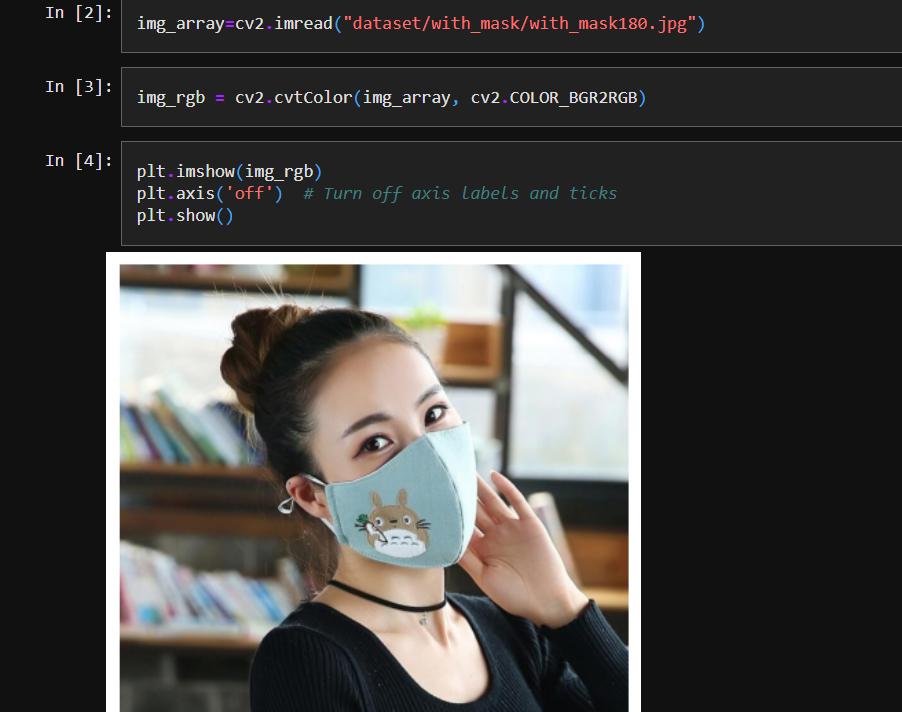 In [2]:
img_array=cv2.imread("dataset/with_mask/with_mask180.jpg")
In [3]:
img_rgb = cv2.cvtColor(img_array, cv2.COLOR_BGR2RGB)
In [4]:
plt.imshow(img_rgb)
plt.axis('off')  # Turn off axis labels and ticks
plt.show()